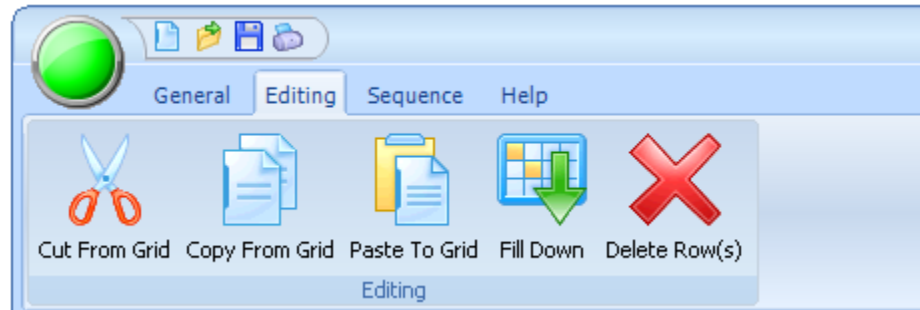 General Editing Sequence Help
Cut From Grid Copy From Grid Paste To Grid Fill Down Delete Row(s)
Editing